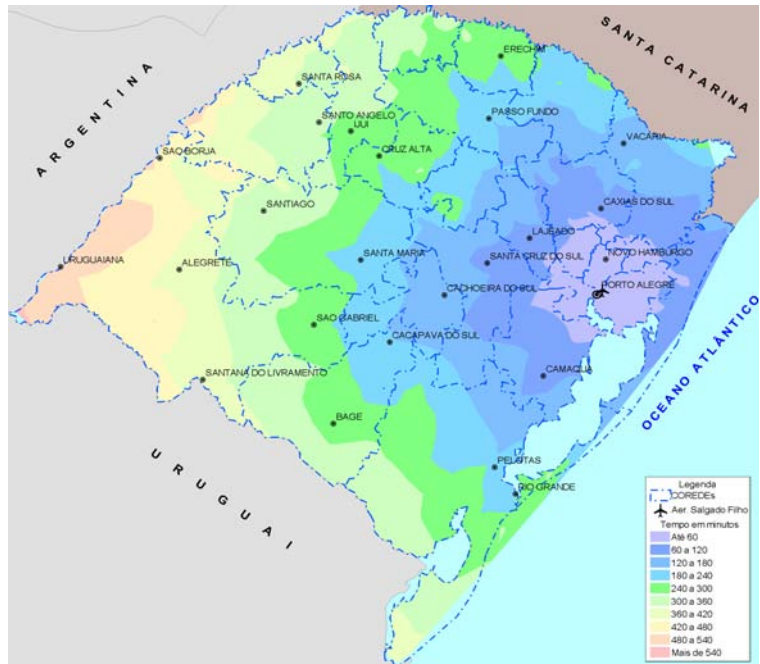 ARGENTINA
SANTA CATARINA
ERECHIM
SANTA ROSA
SANTO ANGELO
IJUI
PASSO FUNDO
VACARIA
CRUZ ALTA
SAO BORJA
SANTIAGO
CAXIAS DO SUL
LAJEADO
URUGUAIANA
ALEGRETE
SANTA MARIA
SANTA CRUZ DO SUL
NOVO HAMBURGO
PORTO ALEGRE
CACHOEIRA DO SUL
SAO GABRIEL
CACAPAVA DO SUL
OCEANO ATLÂNTICO
SANTANA DO LIVRAMENTO
CAMAQUA
BAGE
URUGUAI
PELOTAS
RIO GRANDE
Legenda
COREDEs
Aer. Salgado Filho
Tempo em minutos
Até 60
60 a 120
120 a 180
180 a 240
240 a 300
300 a 360
360 a 420
420 a 480
480 a 540
Mais de 540